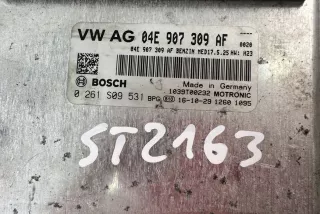 VW AG 04E 907 309 AF
0020
04E 907 309 AF BENZIN MED17.5.25 HW: H23
BOSCH
Made in Germany
1039T00232 MOTRONIC
0 261 S09 531 BPG 16-10-29 1260 1095
ST2163